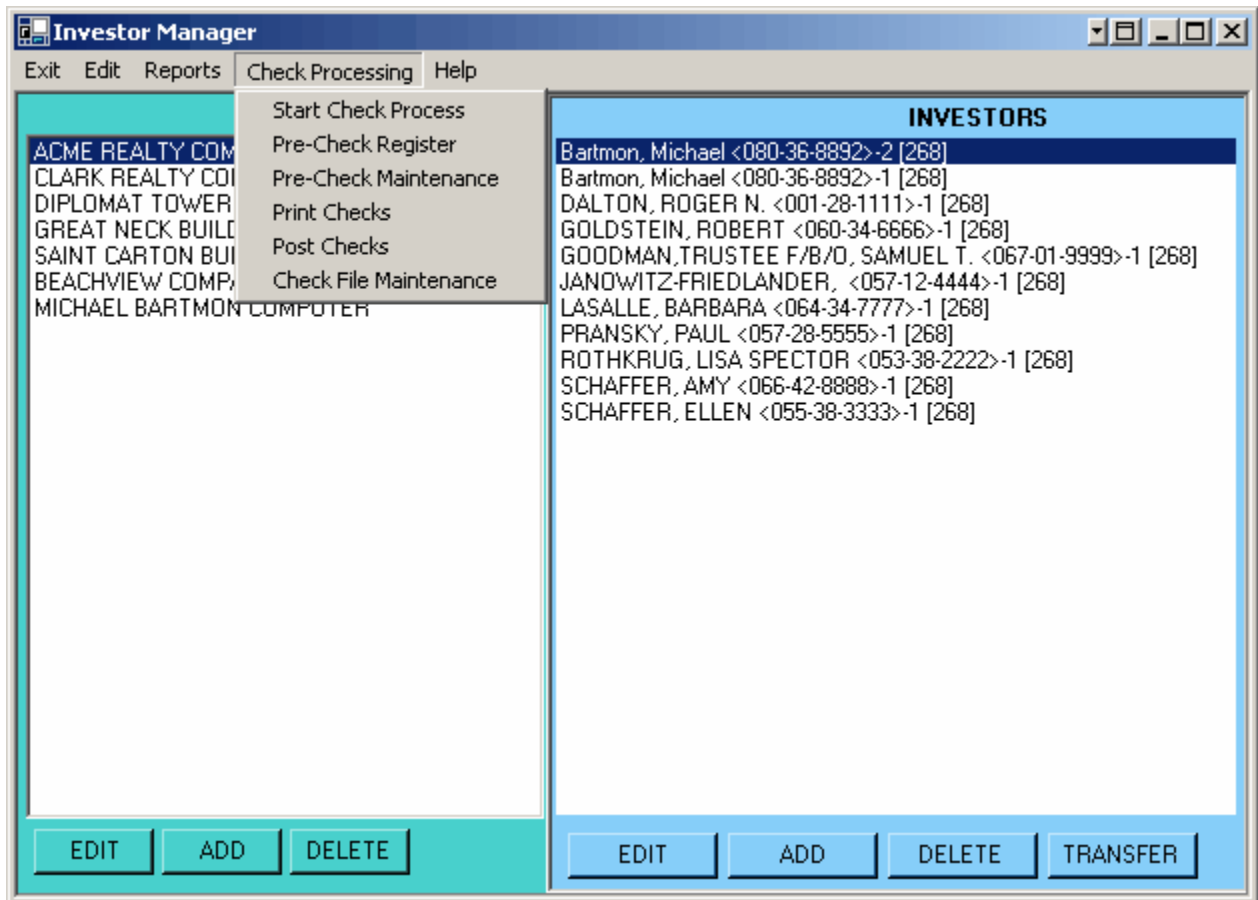 Investor Manager
Exit Edit Reports Check Processing Help
Start Check Process
Pre-Check Register
Pre-Check Maintenance
Print Checks
Post Checks
Check File Maintenance
ACME REALTY COM
CLARK REALTY CO
DIPLOMAT TOWER
GREAT NECK BUIL
SAINT CARTON BUI
BEACHVIEW COMP
MICHAEL BARTMON COMPUTER
EDIT ADD DELETE
INVESTORS
Bartmon, Michael <080-36-8892>-2 [268]
Bartmon, Michael <080-36-8892>-1 [268]
DALTON, ROGER N. <001-28-1111>-1 [268]
GOLDSTEIN, ROBERT <060-34-6666>-1 [268]
GOODMAN,TRUSTEE F/B/O, SAMUEL T. <067-01-9999>-1 [268]
JANOWITZ-FRIEDLANDER, <057-12-4444>-1 [268]
LASALLE, BARBARA <064-34-7777>-1 [268]
PRANSKY, PAUL <057-28-5555>-1 [268]
ROTHKRUG, LISA SPECTOR <053-38-2222>-1 [268]
SCHAFFER, AMY <066-42-8888>-1 [268]
SCHAFFER, ELLEN <055-38-3333>-1 [268]
EDIT ADD DELETE TRANSFER